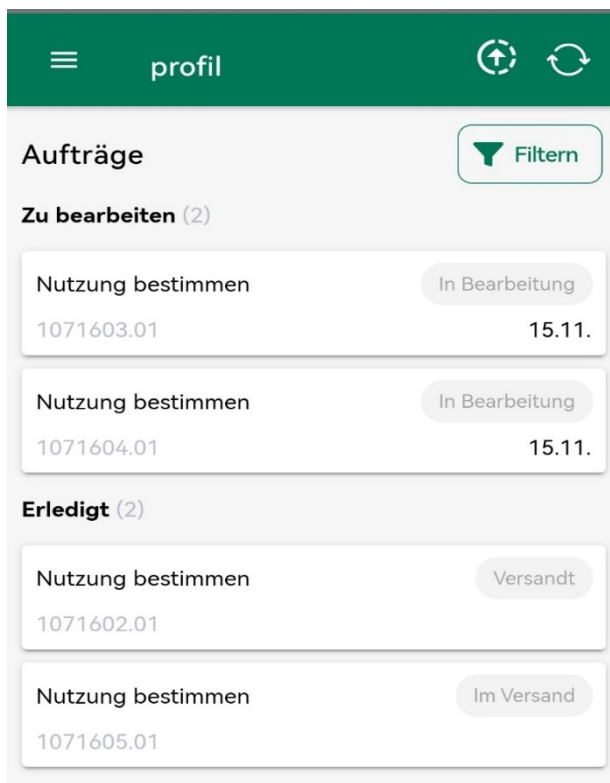 profil
Aufträge
Filtern
Zu bearbeiten (2)
Nutzung bestimmen
In Bearbeitung
1071603.01
15.11.
Nutzung bestimmen
In Bearbeitung
1071604.01
15.11.
Erledigt (2)
Nutzung bestimmen
Versandt
1071602.01
Nutzung bestimmen
Im Versand
1071605.01